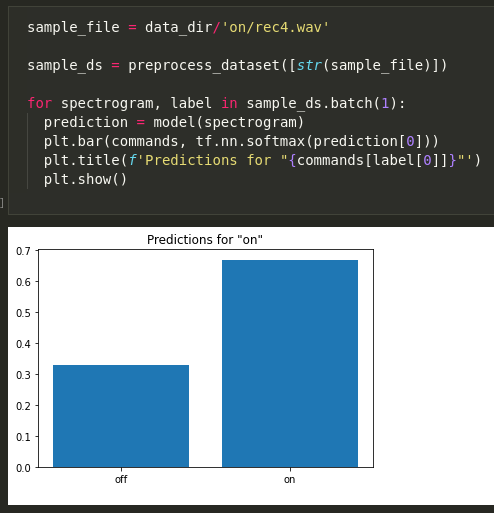 sample_file = data_dir/'on/rec4.wav'
sample_ds = preprocess_dataset([str(sample_file)])
for spectrogram, label in sample_ds.batch(1):
  prediction = model(spectrogram)
  plt.bar(commands, tf.nn.softmax(prediction[0]))
  plt.title(f'Predictions for "{commands[label[0]]}"')
  plt.show()
]
Predictions for "on"
0.7
0.6
0.5
0.4
0.3
0.2
0.1
0.0
off on